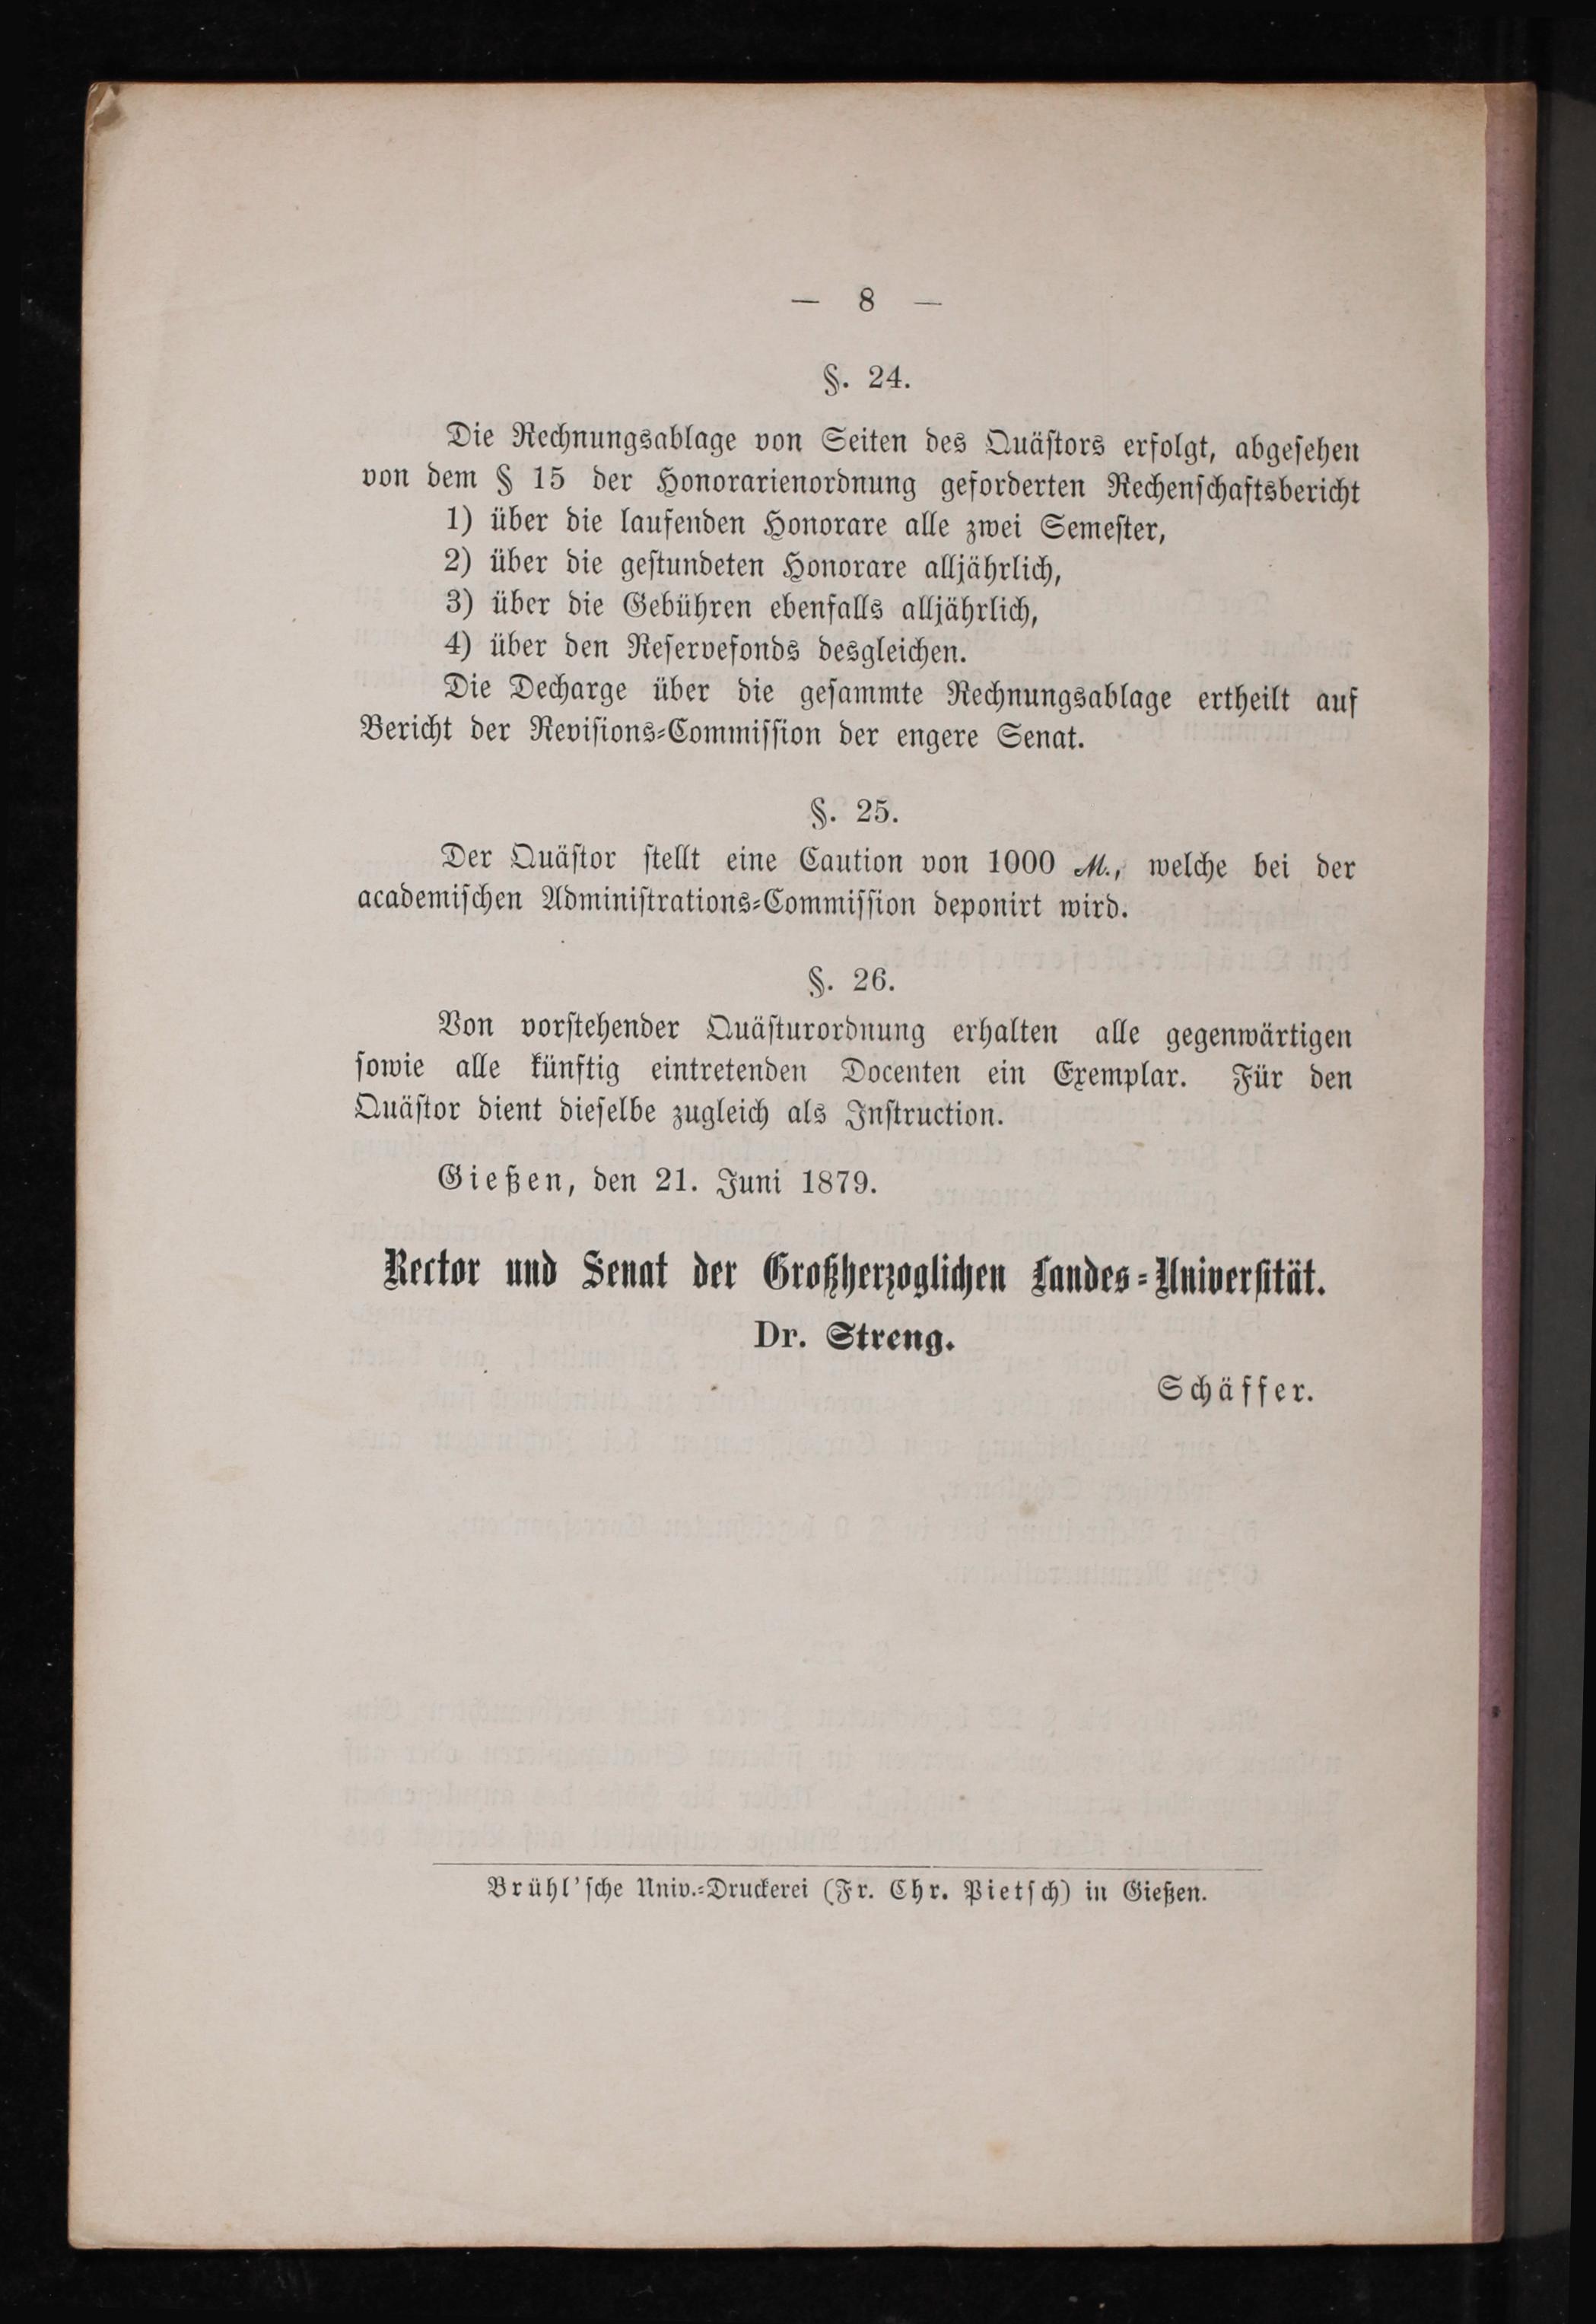 — 8 —
§. 24.
Die Rechnungsablage von Seiten des Quäſtors erfolgt, abgeſehen
von dem § 15 der Honorarienordnung geforderten Rechenſchaftsbericht
1) über die laufenden Honorare alle zwei Semeſter,
2) über die geſtundeten Honorare alljährlich,
3) über die Gebühren ebenfalls alljährlich,
4) über den Reſervefonds desgleichen.
Die Decharge über die geſammte Rechnungsablage ertheilt auf
Bericht der Reviſions-Commiſſion der engere Senat.
§. 25.
Der Quäſtor ſtellt eine Caution von 1000 M., welche bei der
academiſchen Adminiſtrations-Commiſſion deponirt wird.
§. 26.
Von vorſtehender Quäſturordnung erhalten alle gegenwärtigen
ſowie alle künftig eintretenden Docenten ein Exemplar. Für den
Quäſtor dient dieſelbe zugleich als Inſtruction.
Gießen, den 21. Juni 1879.
Rector und Senat der Großherzoglichen Landes-Univerſität.
Dr. Streng.
Schäffer.
Brühl'ſche Univ.-Druckerei (Fr. Chr. Pietſch) in Gießen.